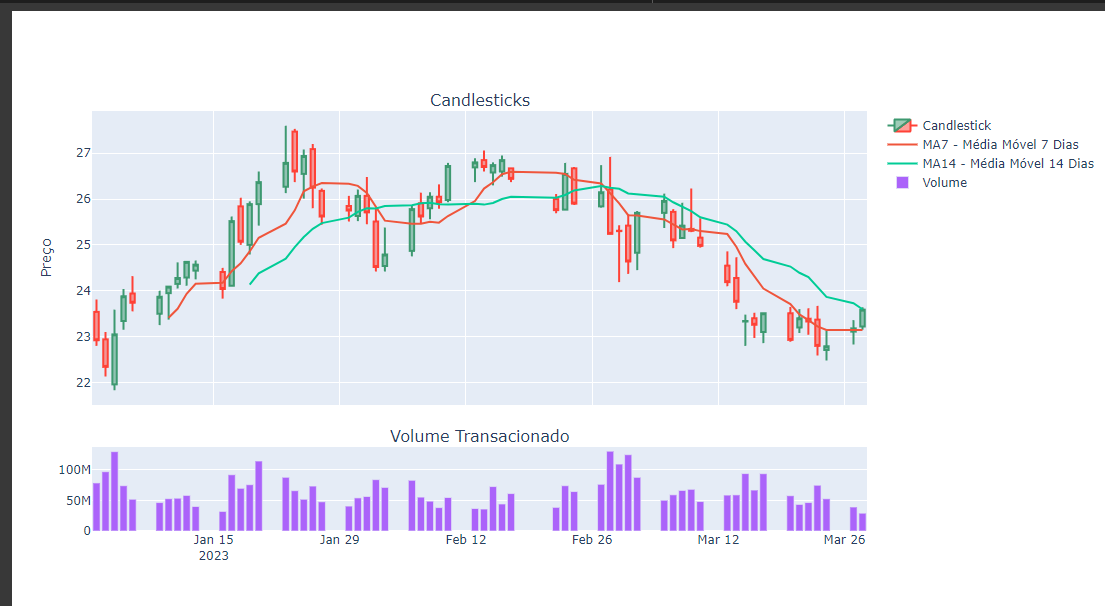 Candlesticks
Candlestick
MA7 - Média Móvel 7 Dias
MA14 - Média Móvel 14 Dias
Volume
Preço
27
26
25
24
23
22
Volume Transacionado
100M
50M
0
Jan 15 Jan 29 Feb 12 Feb 26 Mar 12 Mar 26
2023